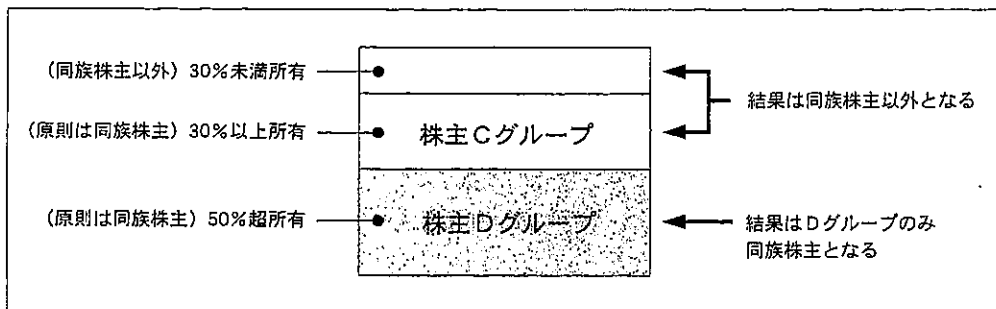 (同族株主以外) 30%未満所有
結果は同族株主以外となる
(原則は同族株主) 30%以上所有
株主Cグループ
(原則は同族株主) 50%超所有
株主Dグループ
結果はDグループのみ
同族株主となる